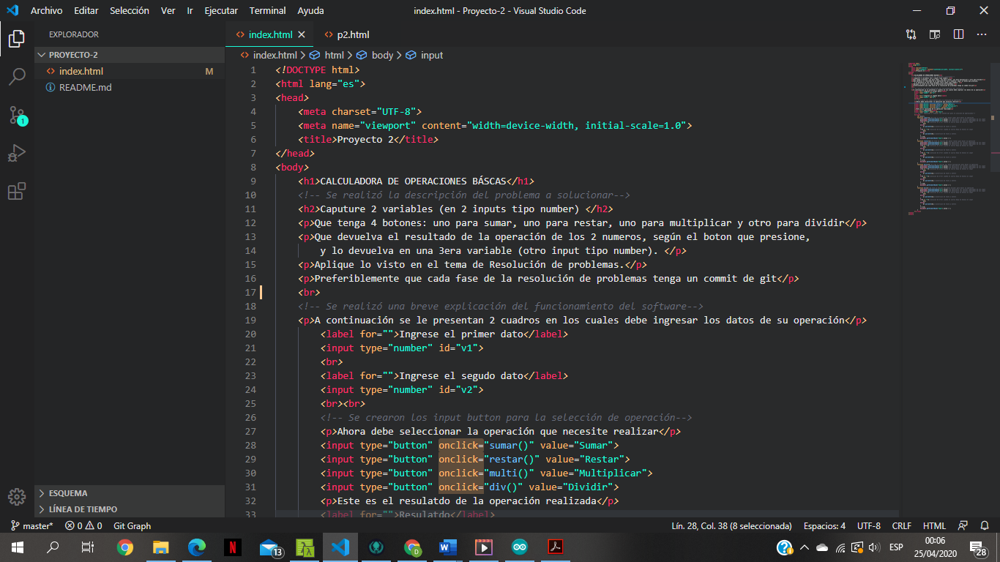 Archivo Editar Selección Ver Ir Ejecutar Terminal Ayuda index.html - Proyecto-2 - Visual Studio Code
EXPLORADOR
PROYECTO-2
index.html M
README.md
1
ESQUEMA
LÍNEA DE TIEMPO
index.html p2.html
index.html > html > body > input
1 <!DOCTYPE html>
2 <html lang="es">
3 <head>
4 <meta charset="UTF-8">
5 <meta name="viewport" content="width=device-width, initial-scale=1.0">
6 <title>Proyecto 2</title>
7 </head>
8 <body>
9 <h1>CALCULADORA DE OPERACIONES BÁSCAS</h1>
10 <!-- Se realizó la descripción del problema a solucionar-->
11 <h2>Caputure 2 variables (en 2 inputs tipo number) </h2>
12 <p>Que tenga 4 botones: uno para sumar, uno para restar, uno para multiplicar y otro para dividir</p>
13 <p>Que devuelva el resultado de la operación de los 2 numeros, según el boton que presione,
14 y lo devuelva en una 3era variable (otro input tipo number). </p>
15 <p>Aplique lo visto en el tema de Resolución de problemas.</p>
16 <p>Preferiblemente que cada fase de la resolución de problemas tenga un commit de git</p>
17 <br>
18 <!-- Se realizó una breve explicación del funcionamiento del software-->
19 <p>A continuación se le presentan 2 cuadros en los cuales debe ingresar los datos de su operación</p>
20 <label for="">Ingrese el primer dato</label>
21 <input type="number" id="v1">
22 <br>
23 <label for="">Ingrese el segudo dato</label>
24 <input type="number" id="v2">
25 <br><br>
26 <!-- Se crearon los input button para la selección de operación-->
27 <p>Ahora debe seleccionar la operación que necesite realizar</p>
28 <input type="button" onclick="sumar()" value="Sumar">
29 <input type="button" onclick="restar()" value="Restar">
30 <input type="button" onclick="multi()" value="Multiplicar">
31 <input type="button" onclick="div()" value="Dividir">
32 <p>Este es el resulatdo de la operación realizada</p>
33 <label for="">Resulatdo</label>
master* 0 0 Git Graph Lín. 28, Col. 38 (8 seleccionada) Espacios: 4 UTF-8 CRLF HTML
13 ESP 00:06
25/04/2020 28